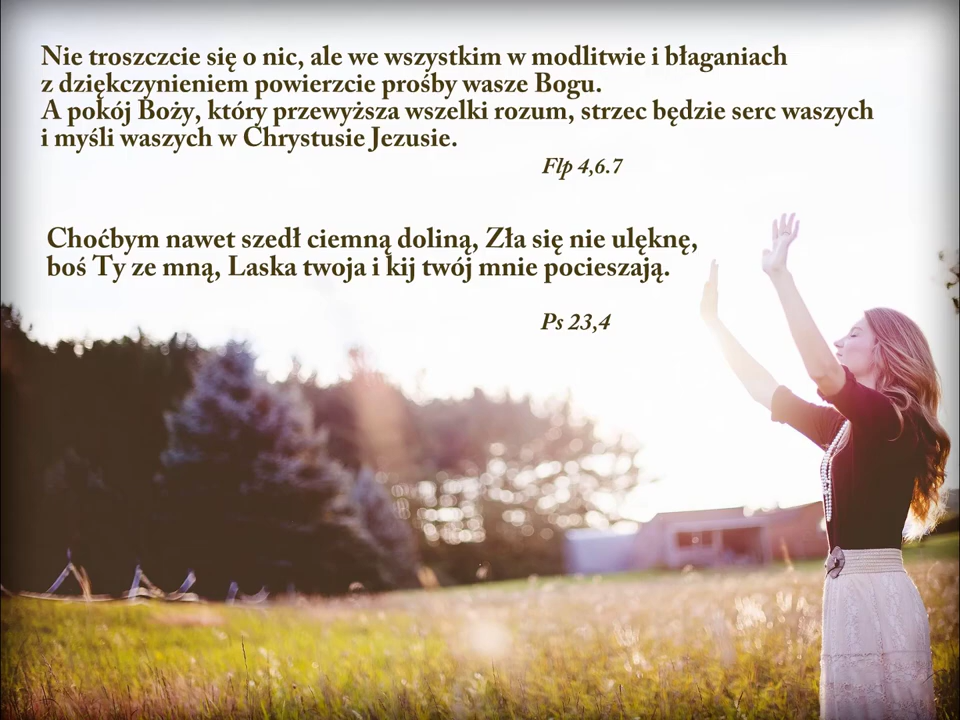 Nie troszczcie się o nic, ale we wszystkim w modlitwie i błaganiach
z dziękczynieniem powierzcie prośby wasze Bogu.
A pokój Boży, który przewyższa wszelki rozum, strzec będzie serc waszych
i myśli waszych w Chrystusie Jezusie.
Flp 4,6.7
Choćbym nawet szedł ciemną doliną, Zła się nie ulęknę,
boś Ty ze mną, Laska twoja i kij twój mnie pocieszają.
Ps 23,4